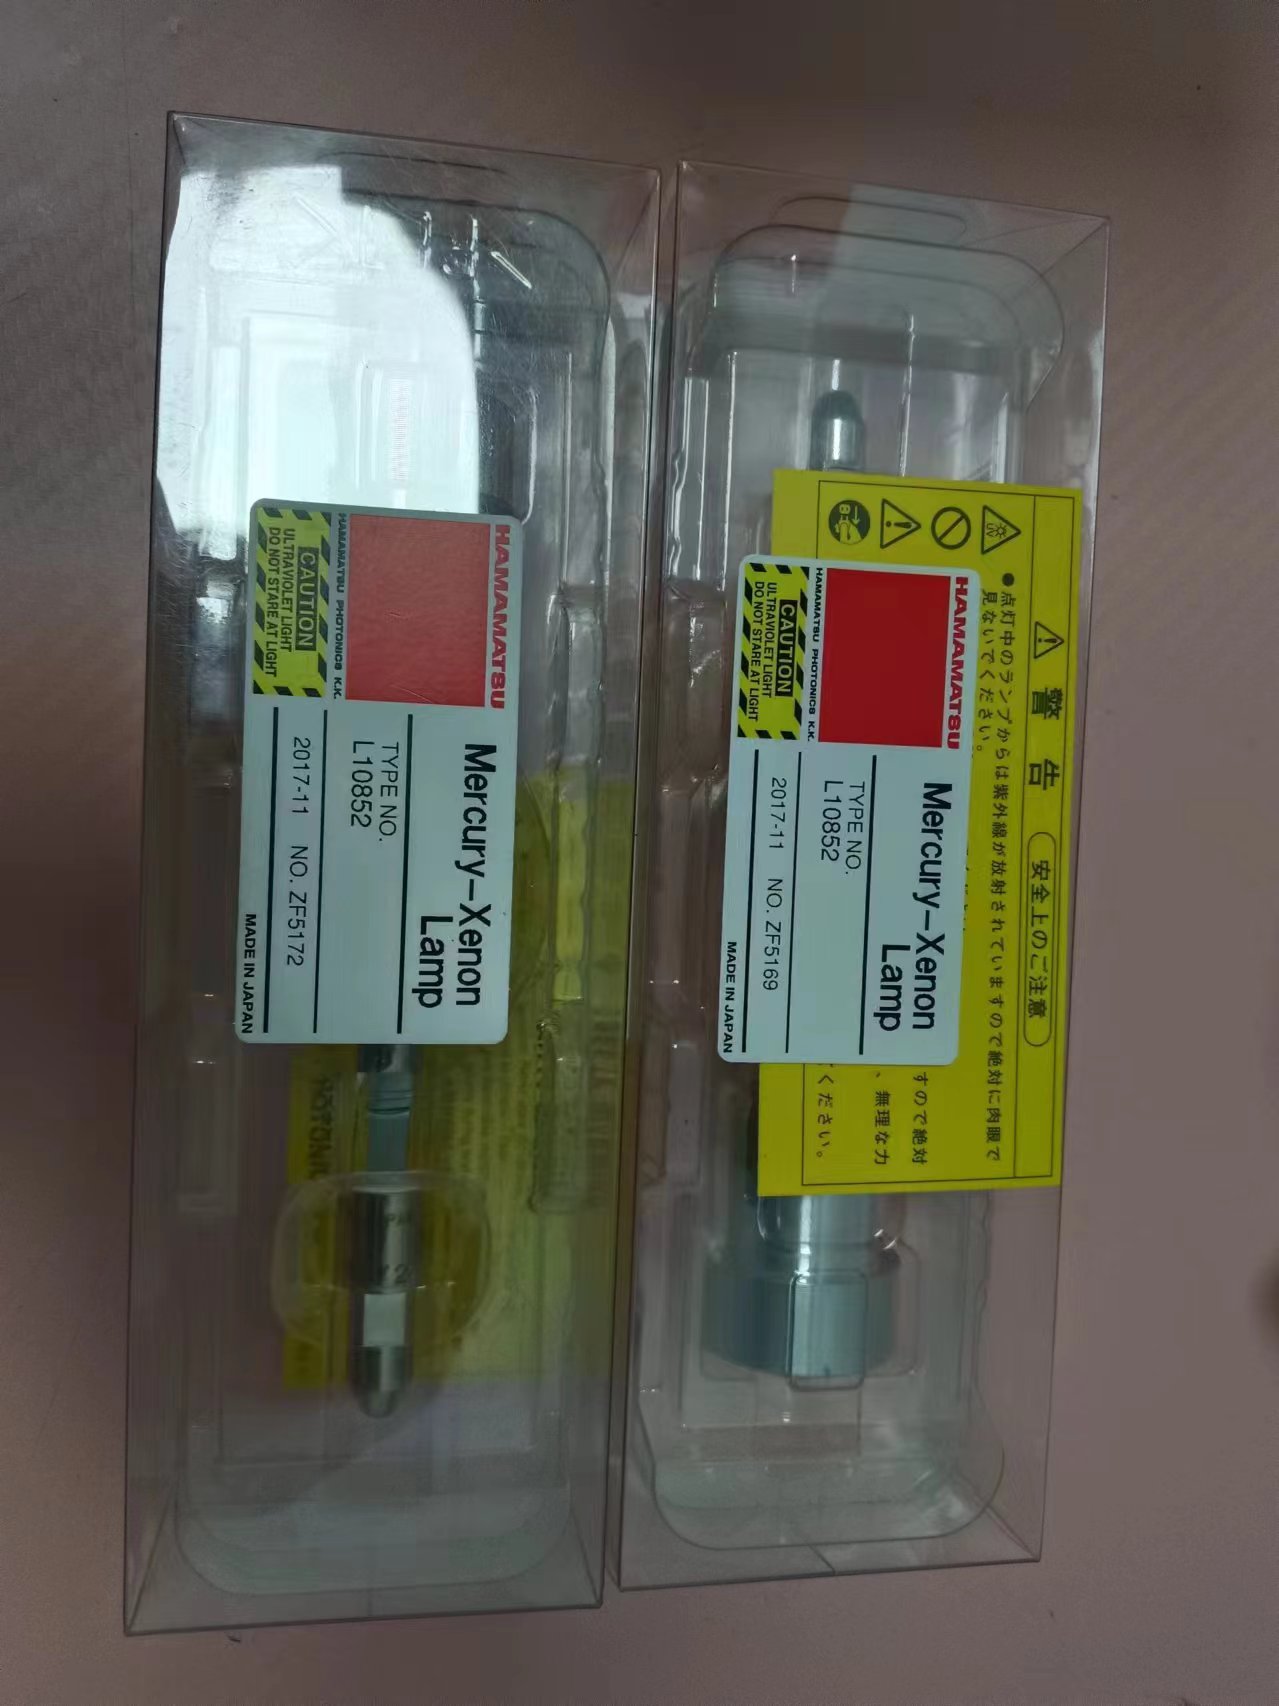 HAMAMATSU
HAMAMATSU PHOTONICS K.K.
CAUTION
ULTRAVIOLET LIGHT
DO NOT STARE AT LIGHT
Mercury-Xenon
Lamp
TYPE NO.
L10852
2017-11 NO. ZF5172
MADE IN JAPAN
HAMAMATSU
HAMAMATSU PHOTONICS K.K.
CAUTION
ULTRAVIOLET LIGHT
DO NOT STARE AT LIGHT
Mercury-Xenon
Lamp
TYPE NO.
L10852
2017-11 NO. ZF5169
MADE IN JAPAN
警告 安全上のご注意
UV
●点灯中のランプからは紫外線が放射されていますので絶対に肉眼で
見ないでください。
すので絶対
、無理な力
ください。